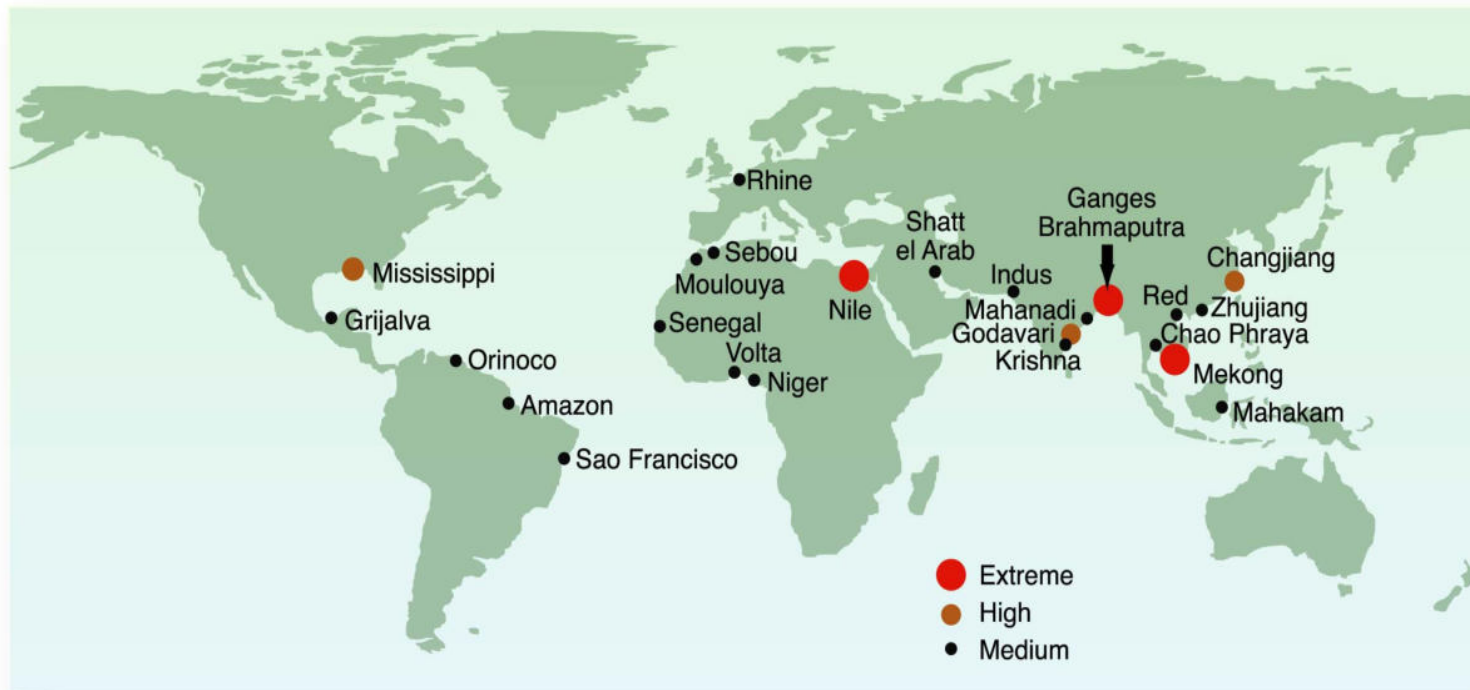 Rhine
Ganges
Brahmaputra
Shatt
el Arab
Sebou
Moulouya
Mississippi
Nile
Indus
Changjiang
Mahanadi
Red
Zhujiang
Grijalva
Senegal
Godavari
Chao Phraya
Krishna
Volta
Orinoco
Niger
Mekong
Amazon
Mahakam
Sao Francisco
Extreme
High
Medium